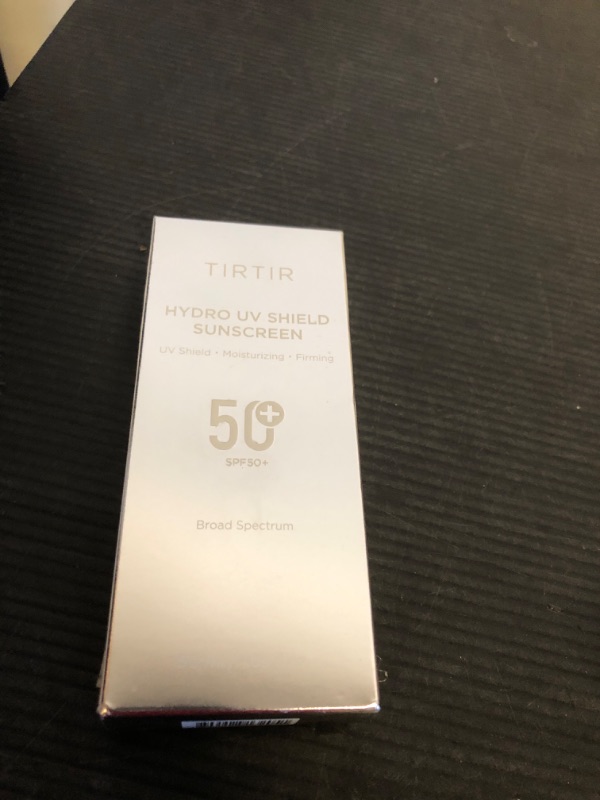 TIRTIR
HYDRO UV SHIELD
SUNSCREEN
UV Shield • Moisturizing • Firming
50+
SPF50+
Broad Spectrum